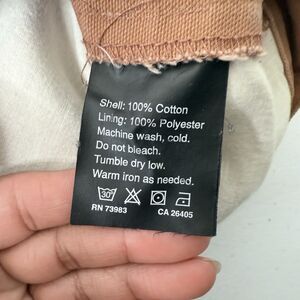 Shell: 100% Cotton
Lining: 100% Polyester
Machine wash, cold.
Do not bleach.
Tumble dry low.
Warm iron as needed.
30°
RN 73983 CA 26405